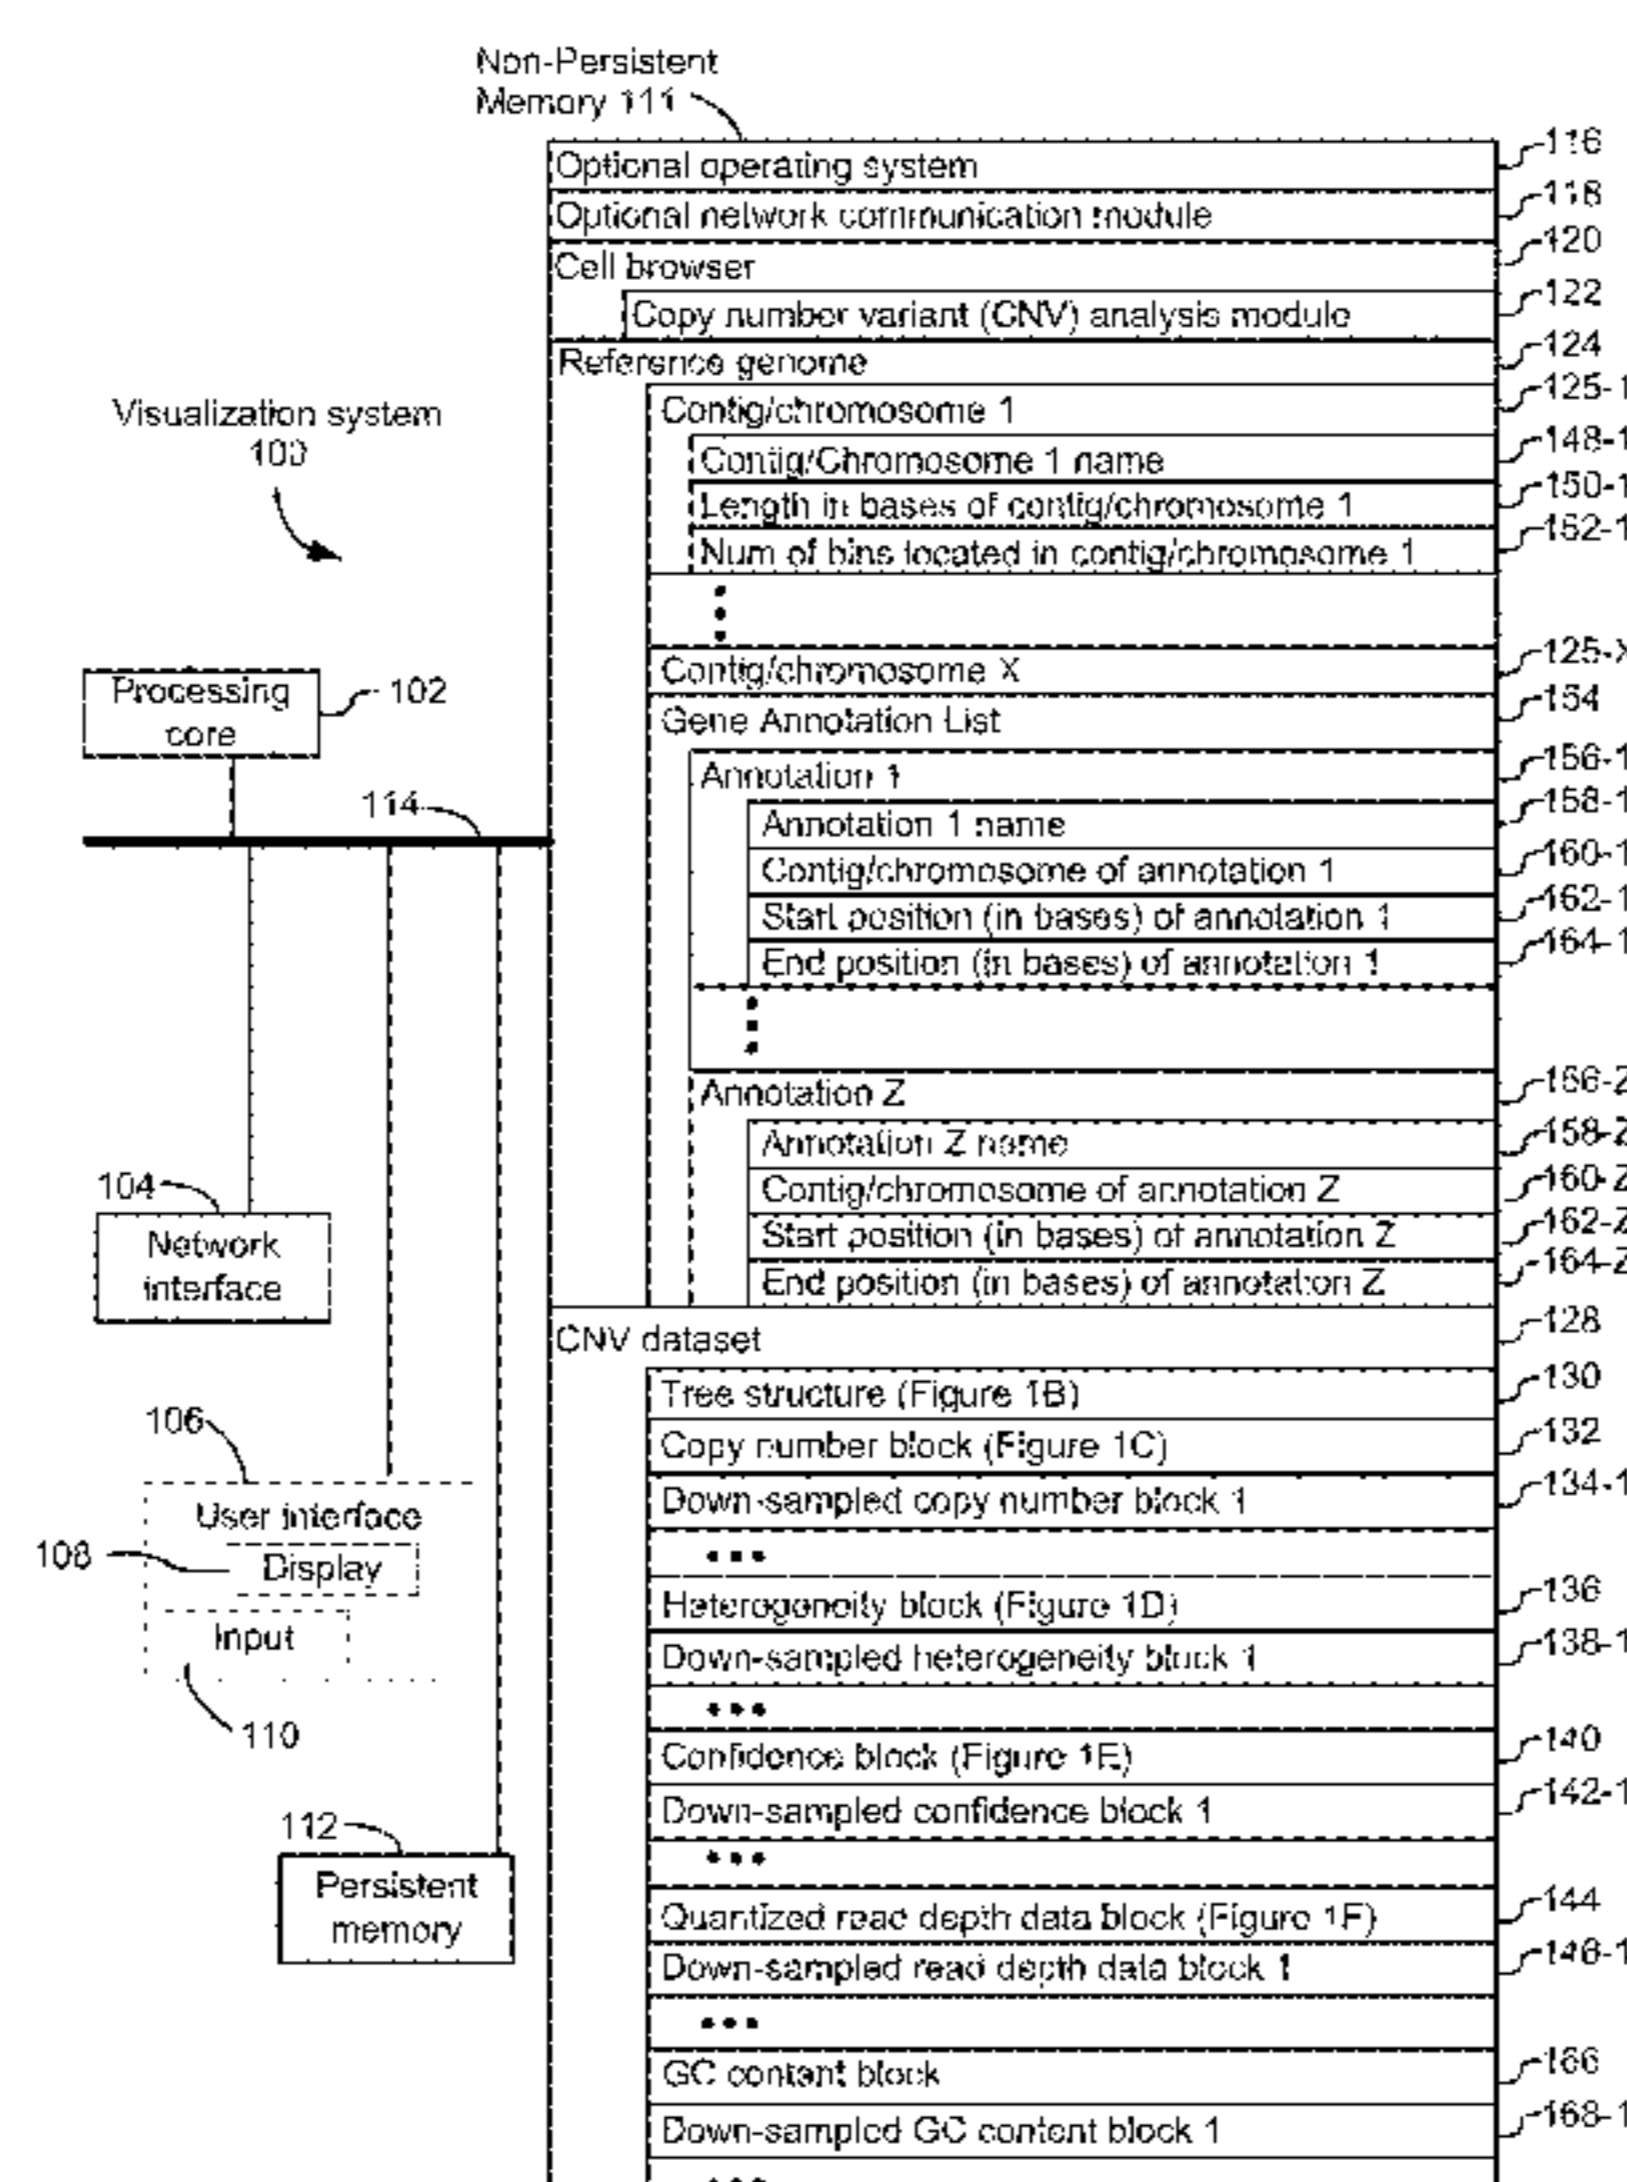 Non-Persistent
Memory 111
Optional operating system 116
Optional network communication module 118
Cell browser 120
Copy number variant (CNV) analysis module 122
Reference genome 124
Contig/chromosome 1 125-1
Contig/Chromosome 1 name 148-1
Length in bases of contig/chromosome 1 150-1
Num of bins located in contig/chromosome 1 152-1
Contig/chromosome X 125-X
Gene Annotation List 154
Annotation 1 156-1
Annotation 1 name 158-1
Contig/chromosome of annotation 1 160-1
Start position (in bases) of annotation 1 162-1
End position (in bases) of annotation 1 164-1
Annotation Z 156-Z
Annotation Z name 158-Z
Contig/chromosome of annotation Z 160-Z
Start position (in bases) of annotation Z 162-Z
End position (in bases) of annotation Z 164-Z
CNV dataset 128
Tree structure (Figure 1B) 130
Copy number block (Figure 1C) 132
Down-sampled copy number block 1 134-1
Heterogeneity block (Figure 1D) 136
Down-sampled heterogeneity block 1 138-1
Confidence block (Figure 1E) 140
Down-sampled confidence block 1 142-1
Quantized read depth data block (Figure 1F) 144
Down-sampled read depth data block 1 146-1
GC content block 166
Down-sampled GC content block 1 168-1
Visualization system
100
Processing
core
102
114
104
Network
interface
106
User interface
108
Display
Input
110
112
Persistent
memory